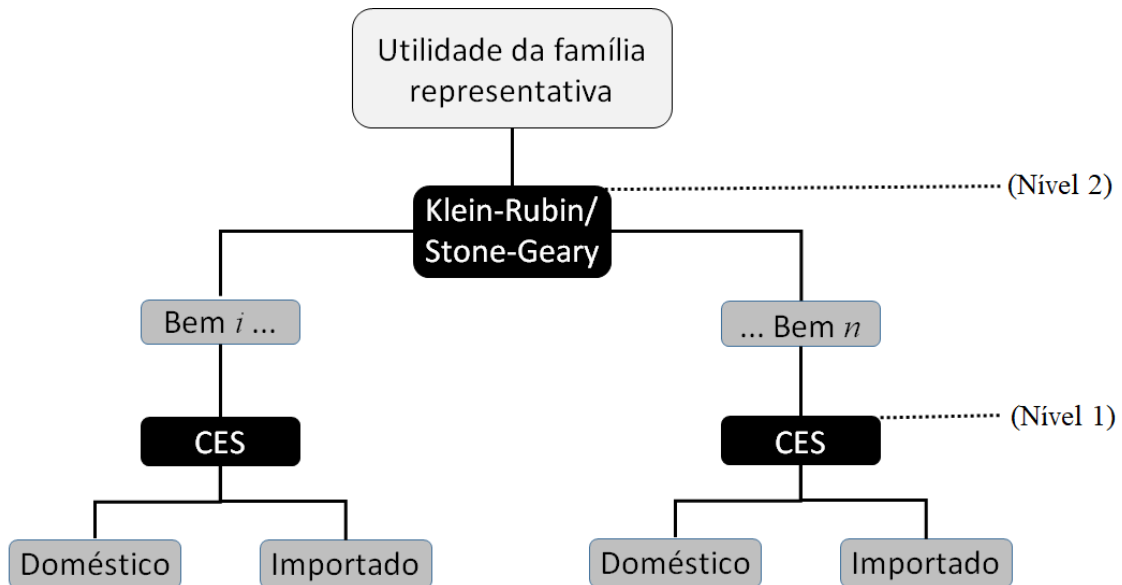 Utilidade da família
representativa
Klein-Rubin/
Stone-Geary
(Nível 2)
Bem i ...
... Bem n
CES
CES
(Nível 1)
Doméstico
Importado
Doméstico
Importado